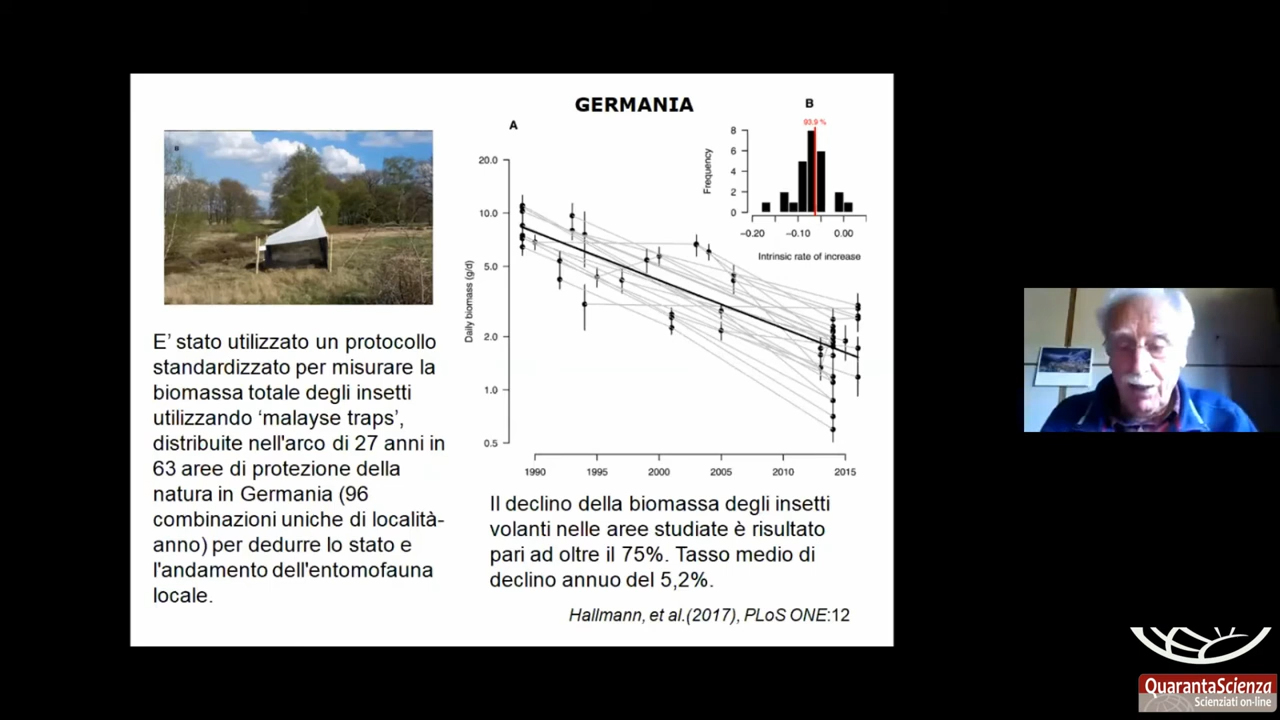 GERMANIA
A
B
93.9 %
8
6
4
2
0
Frequency
−0.20
−0.10
0.00
Intrinsic rate of increase
20.0
10.0
5.0
2.0
1.0
0.5
Daily biomass (g/d)
1990
1995
2000
2005
2010
2015
E' stato utilizzato un protocollo
standardizzato per misurare la
biomassa totale degli insetti
utilizzando 'malayse traps',
distribuite nell'arco di 27 anni in
63 aree di protezione della
natura in Germania (96
combinazioni uniche di località-
anno) per dedurre lo stato e
l'andamento dell'entomofauna
locale.
Il declino della biomassa degli insetti
volanti nelle aree studiate è risultato
pari ad oltre il 75%. Tasso medio di
declino annuo del 5,2%.
Hallmann, et al.(2017), PLoS ONE:12
QuarantaScienza
Scienziati on-line